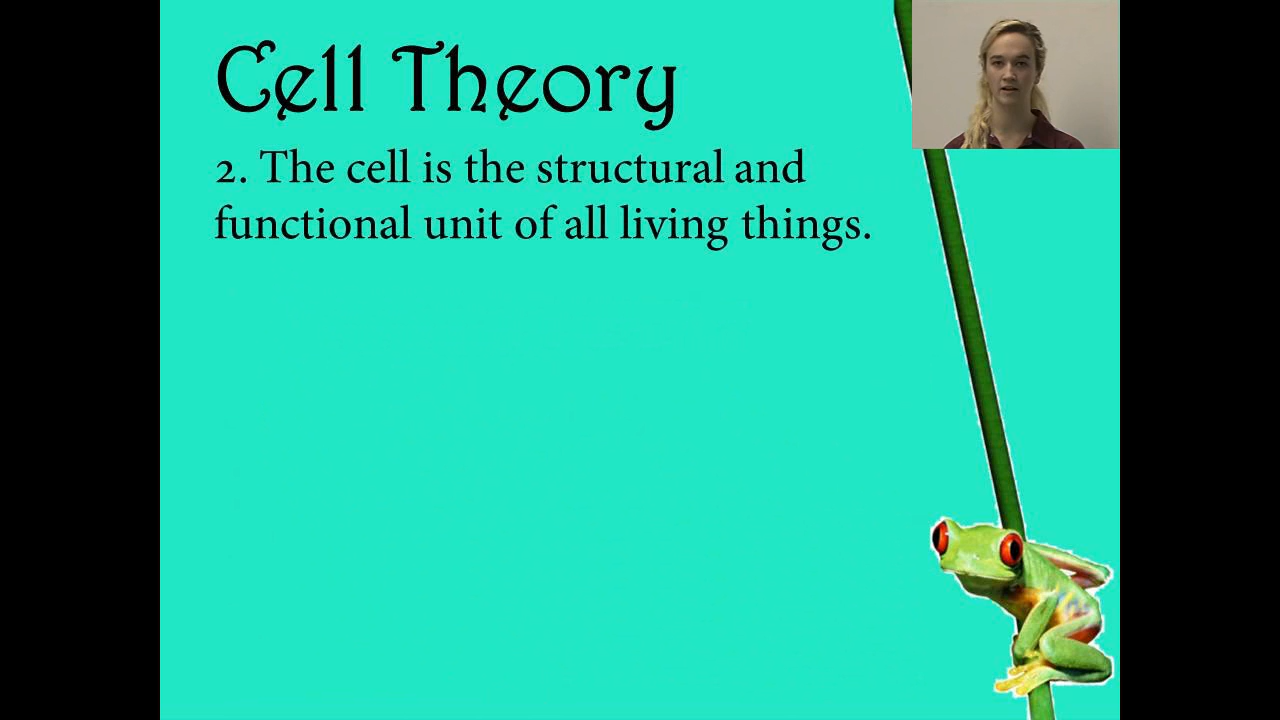 Cell Theory
2. The cell is the structural and
functional unit of all living things.